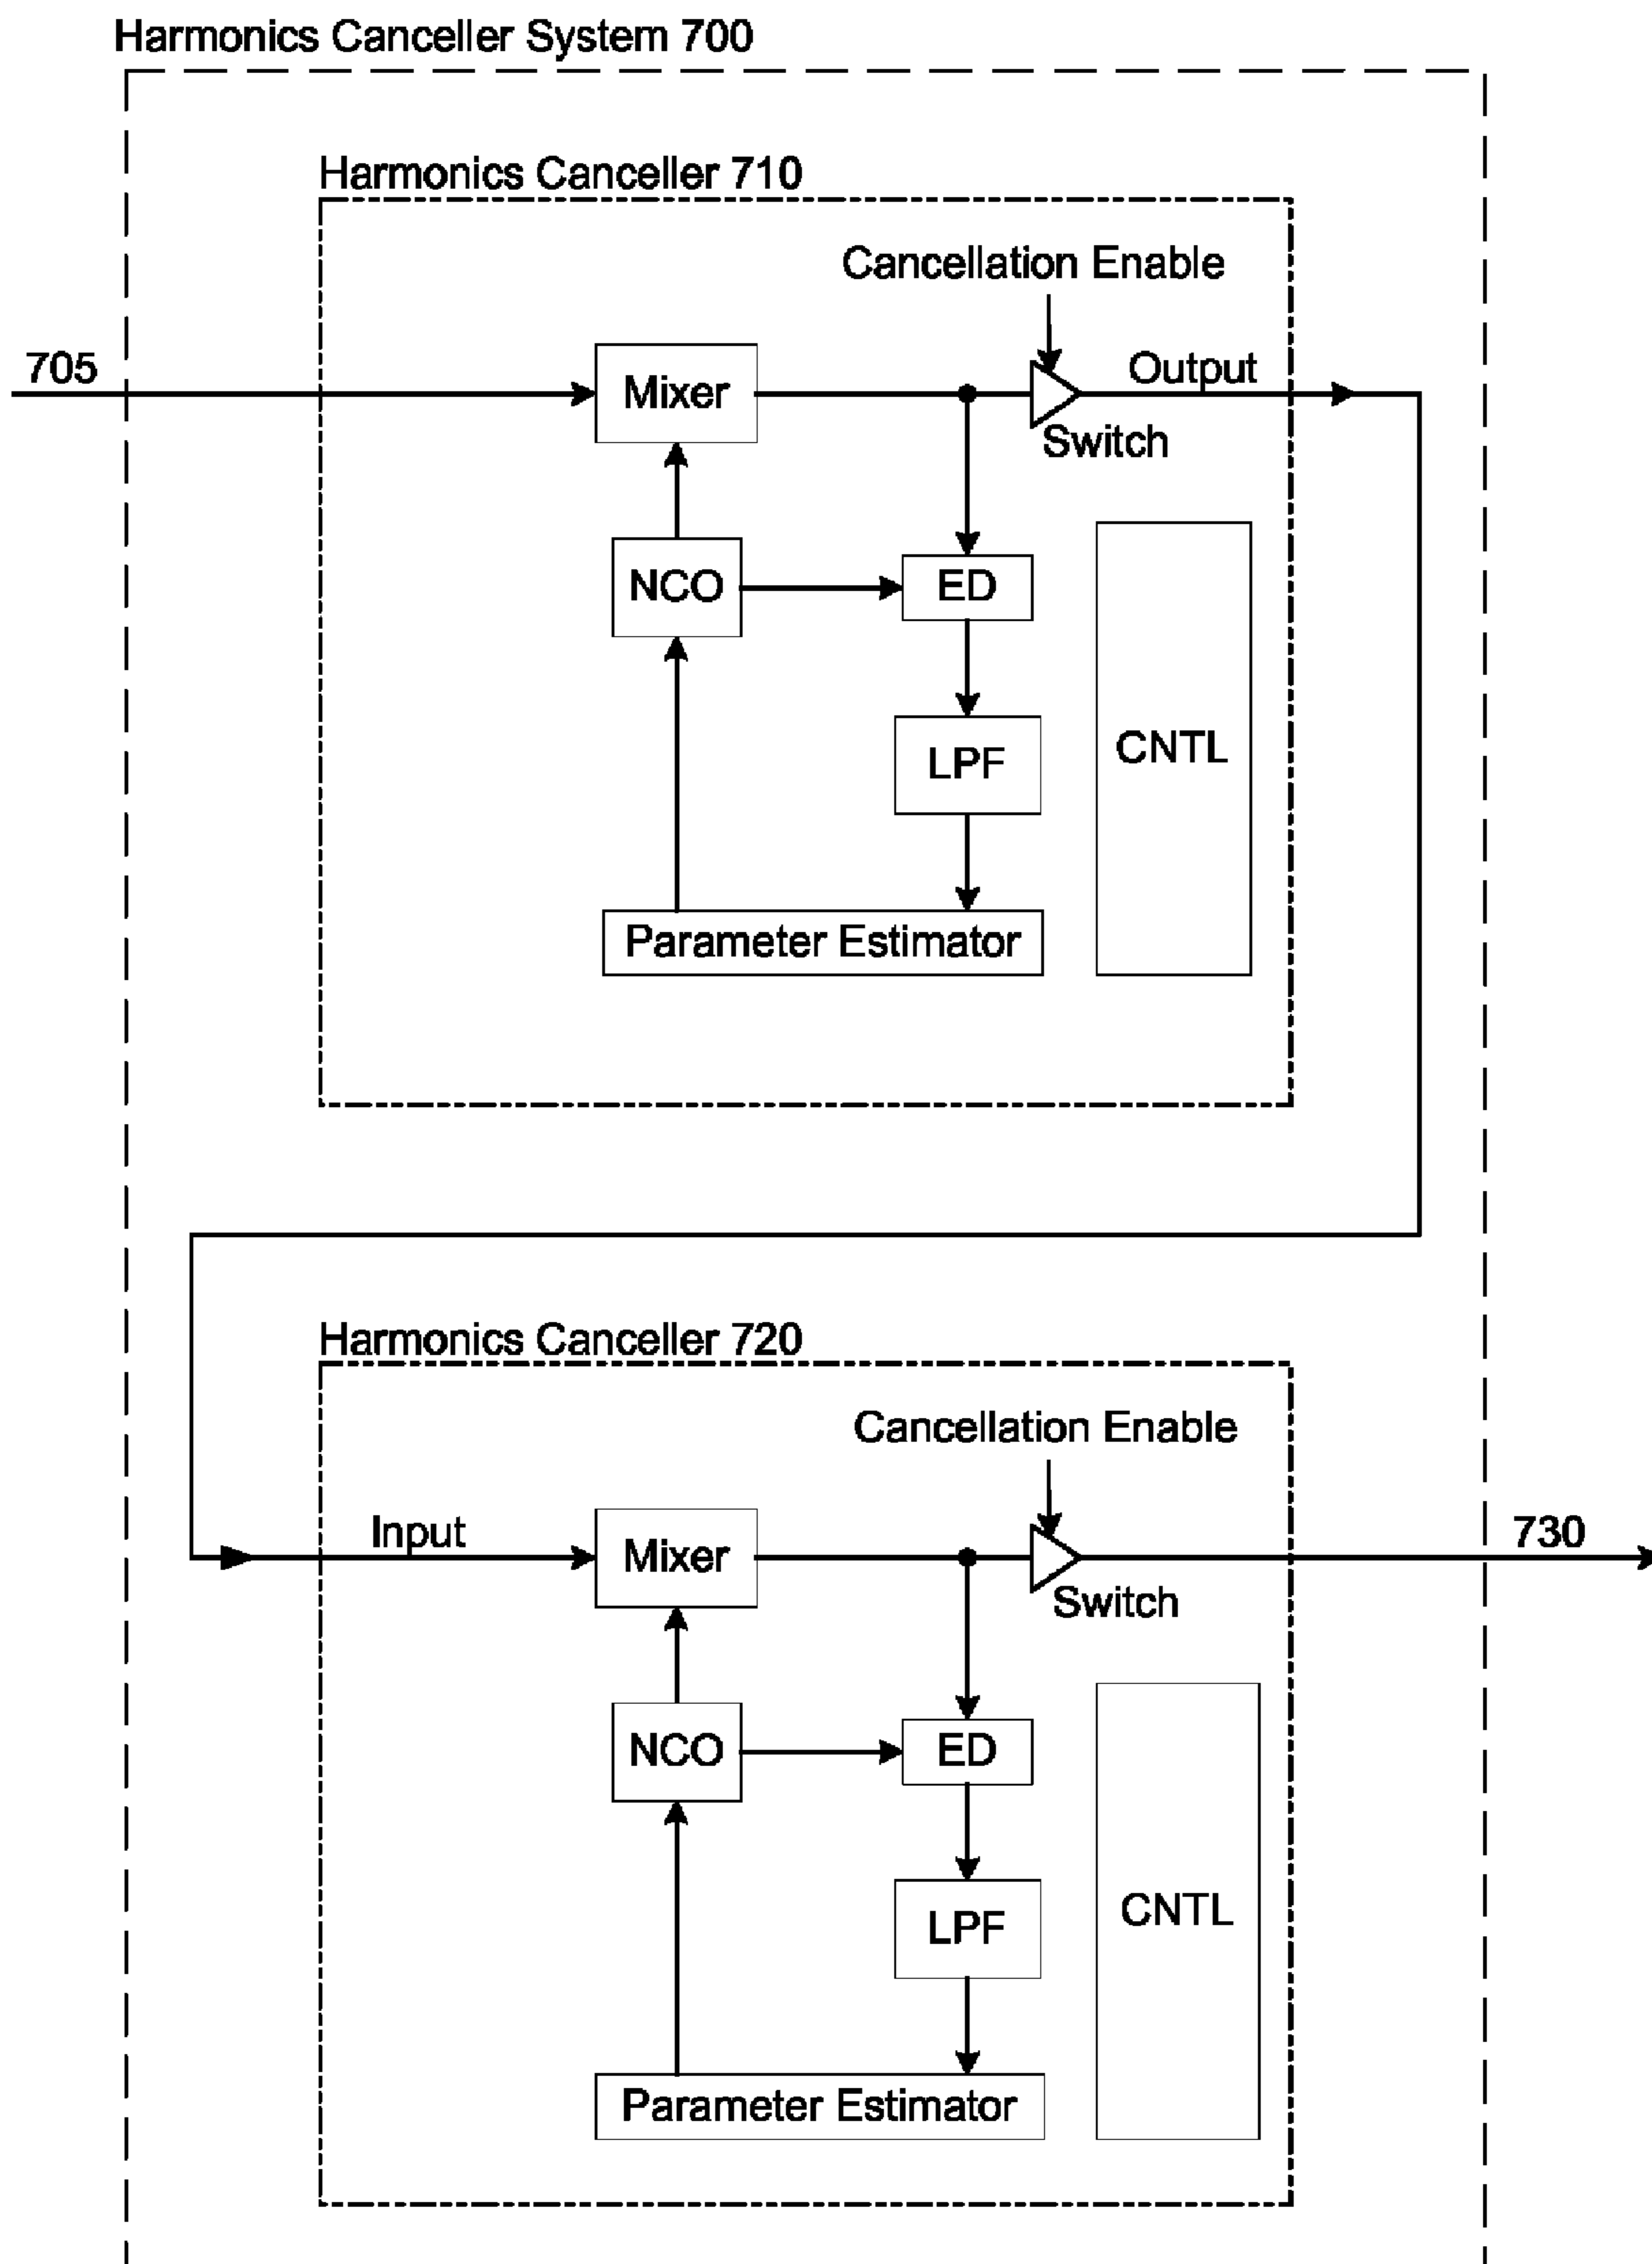 Harmonics Canceller System 700
Harmonics Canceller 710
Cancellation Enable
705
Mixer
Output
Switch
NCO
ED
LPF
CNTL
Parameter Estimator
Harmonics Canceller 720
Cancellation Enable
Input
Mixer
730
Switch
NCO
ED
LPF
CNTL
Parameter Estimator